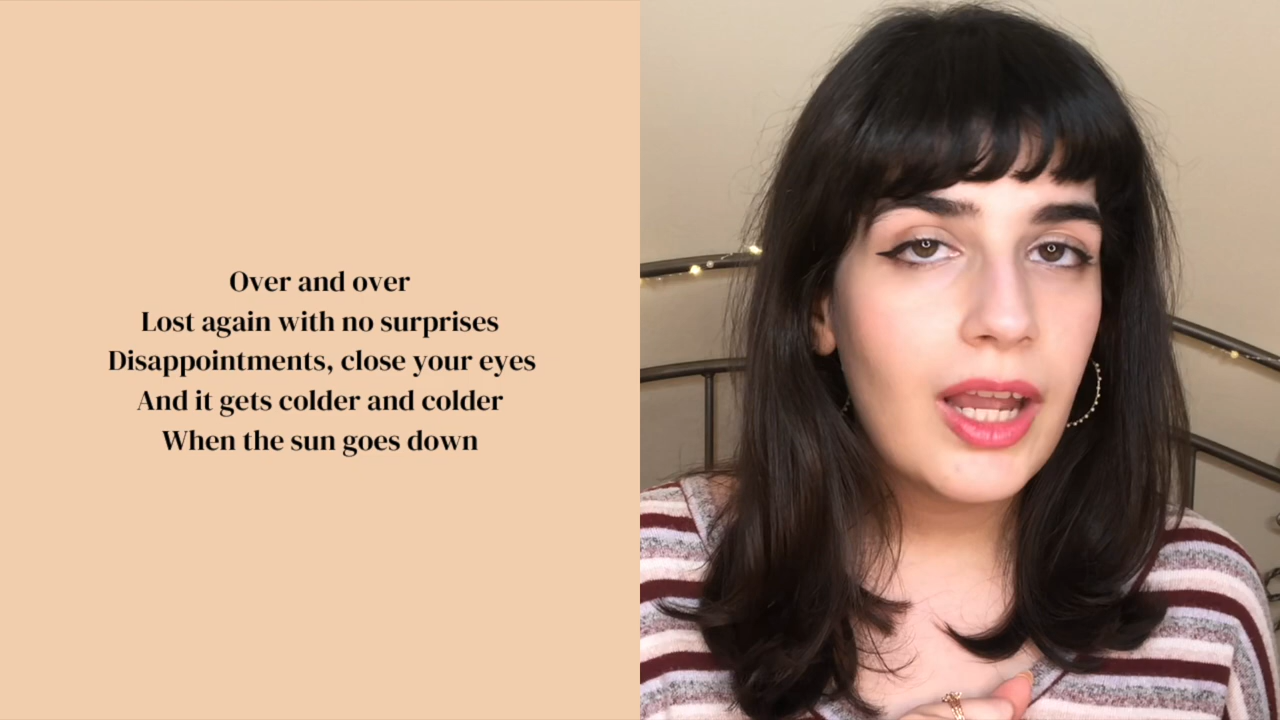 Over and over
Lost again with no surprises
Disappointments, close your eyes
And it gets colder and colder
When the sun goes down